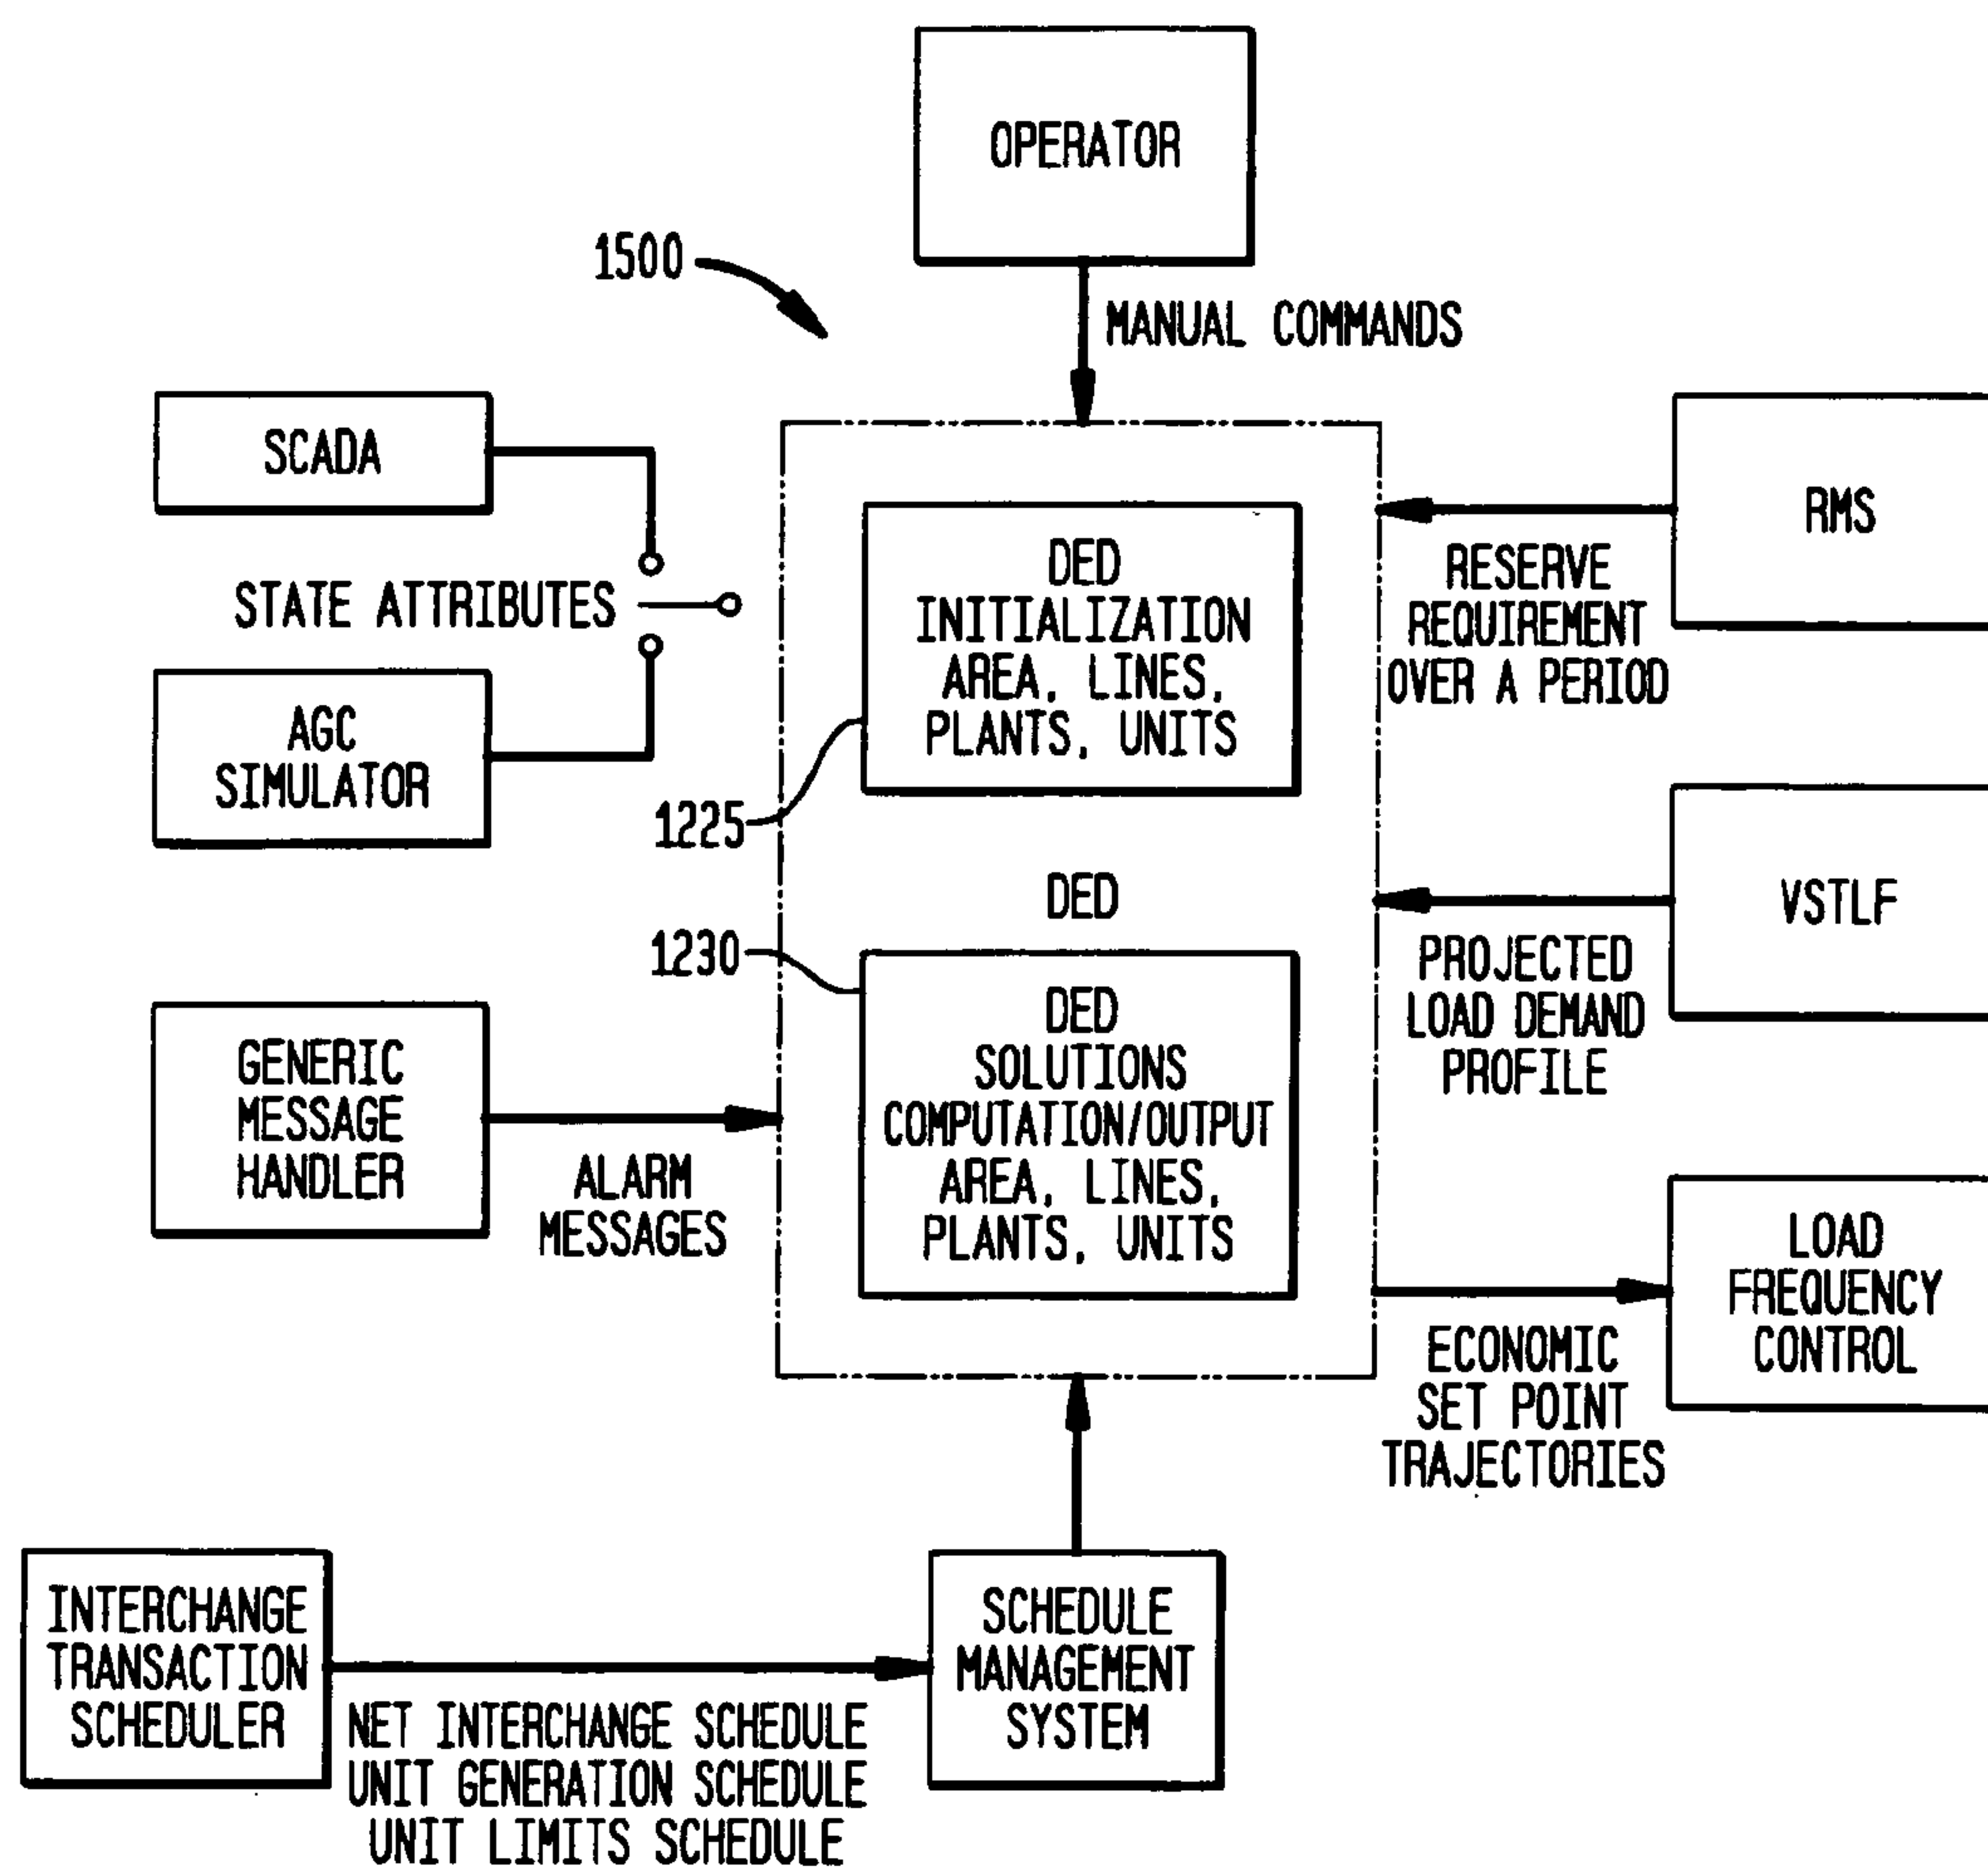 OPERATOR
1500
MANUAL COMMANDS
SCADA
STATE ATTRIBUTES
AGC
SIMULATOR
RMS
RESERVE
REQUIREMENT
OVER A PERIOD
DED
INITIALIZATION
AREA, LINES,
PLANTS, UNITS
1225
DED
1230
DED
SOLUTIONS
COMPUTATION/OUTPUT
AREA, LINES,
PLANTS, UNITS
VSTLF
PROJECTED
LOAD DEMAND
PROFILE
GENERIC
MESSAGE
HANDLER
ALARM
MESSAGES
LOAD
FREQUENCY
CONTROL
ECONOMIC
SET POINT
TRAJECTORIES
INTERCHANGE
TRANSACTION
SCHEDULER
NET INTERCHANGE SCHEDULE
UNIT GENERATION SCHEDULE
UNIT LIMITS SCHEDULE
SCHEDULE
MANAGEMENT
SYSTEM